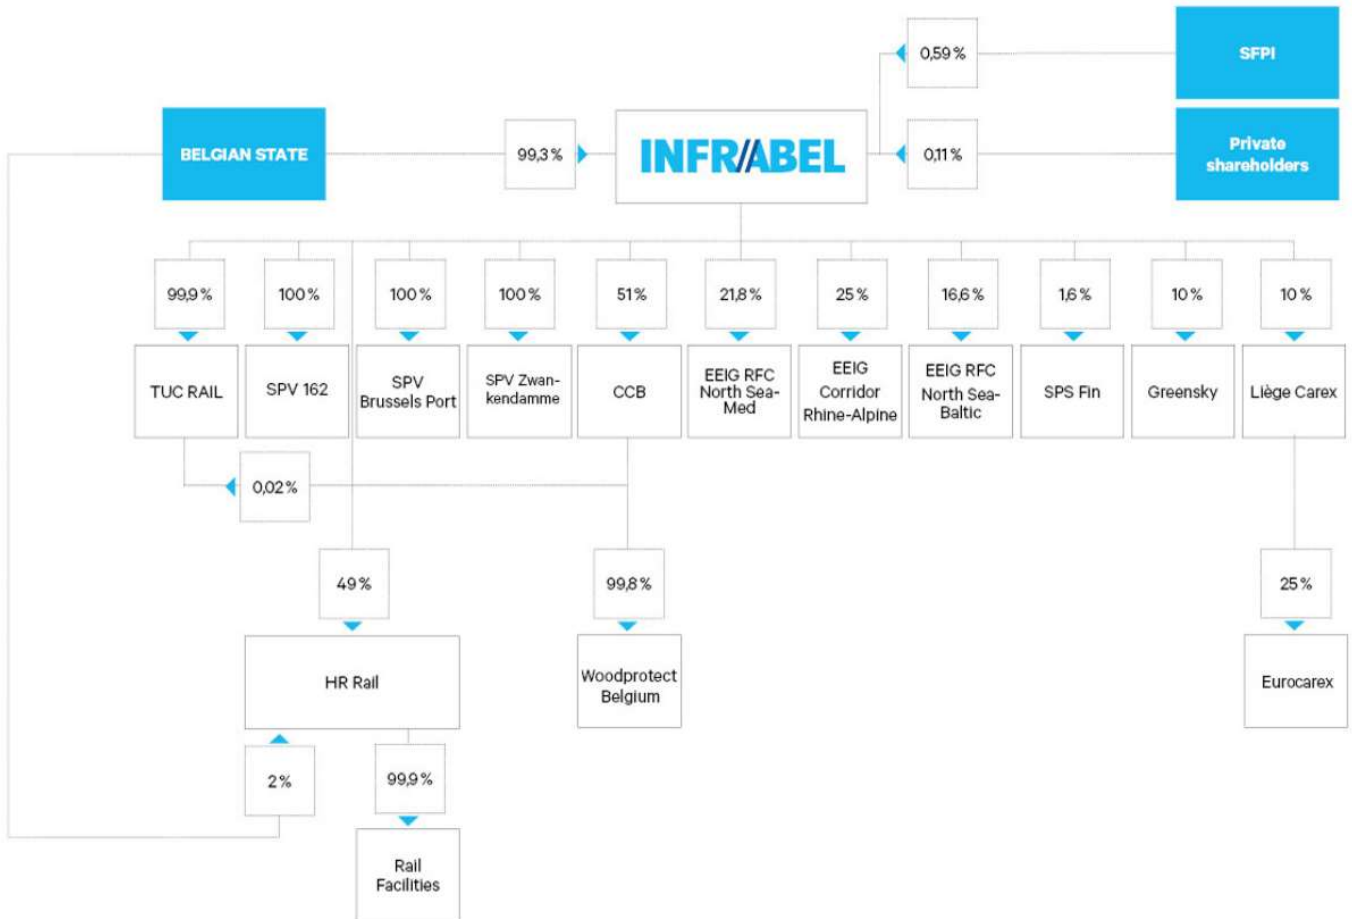 0,59 %
SFPI
BELGIAN STATE
99,3 %
INFR//ABEL
0,11 %
Private
shareholders
99,9 %
100 %
100 %
100 %
51 %
21,8 %
25 %
16,6 %
1,6 %
10 %
10 %
TUC RAIL
SPV 162
SPV
Brussels Port
SPV Zwan-
kendamme
CCB
EEIG RFC
North Sea-
Med
EEIG
Corridor
Rhine-Alpine
EEIG RFC
North Sea-
Baltic
SPS Fin
Greensky
Liège Carex
0,02 %
49 %
99,8 %
25 %
HR Rail
Woodprotect
Belgium
Eurocarex
2 %
99,9 %
Rail
Facilities